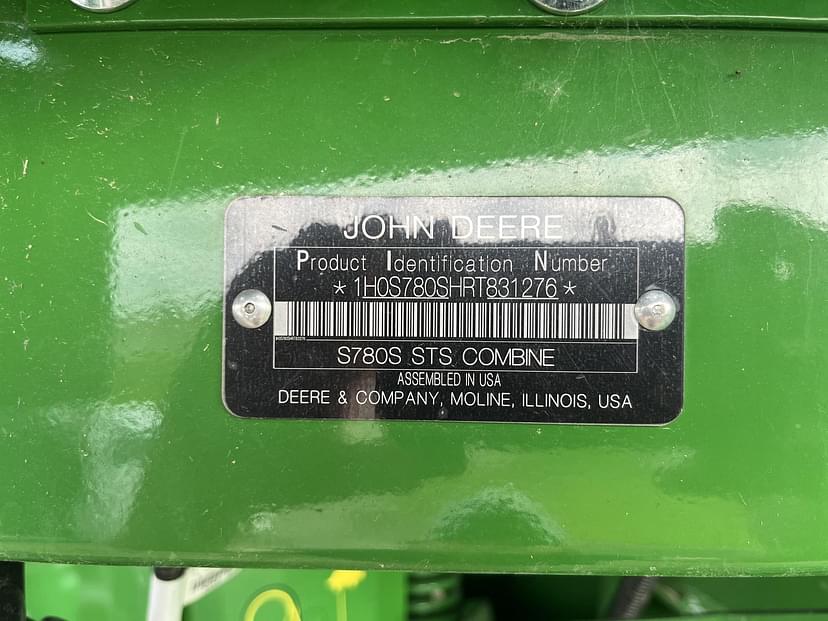 JOHN DEERE
Product Identification Number
* 1H0S780SHRT831276 *
S780S STS COMBINE
ASSEMBLED IN USA
DEERE & COMPANY, MOLINE, ILLINOIS, USA